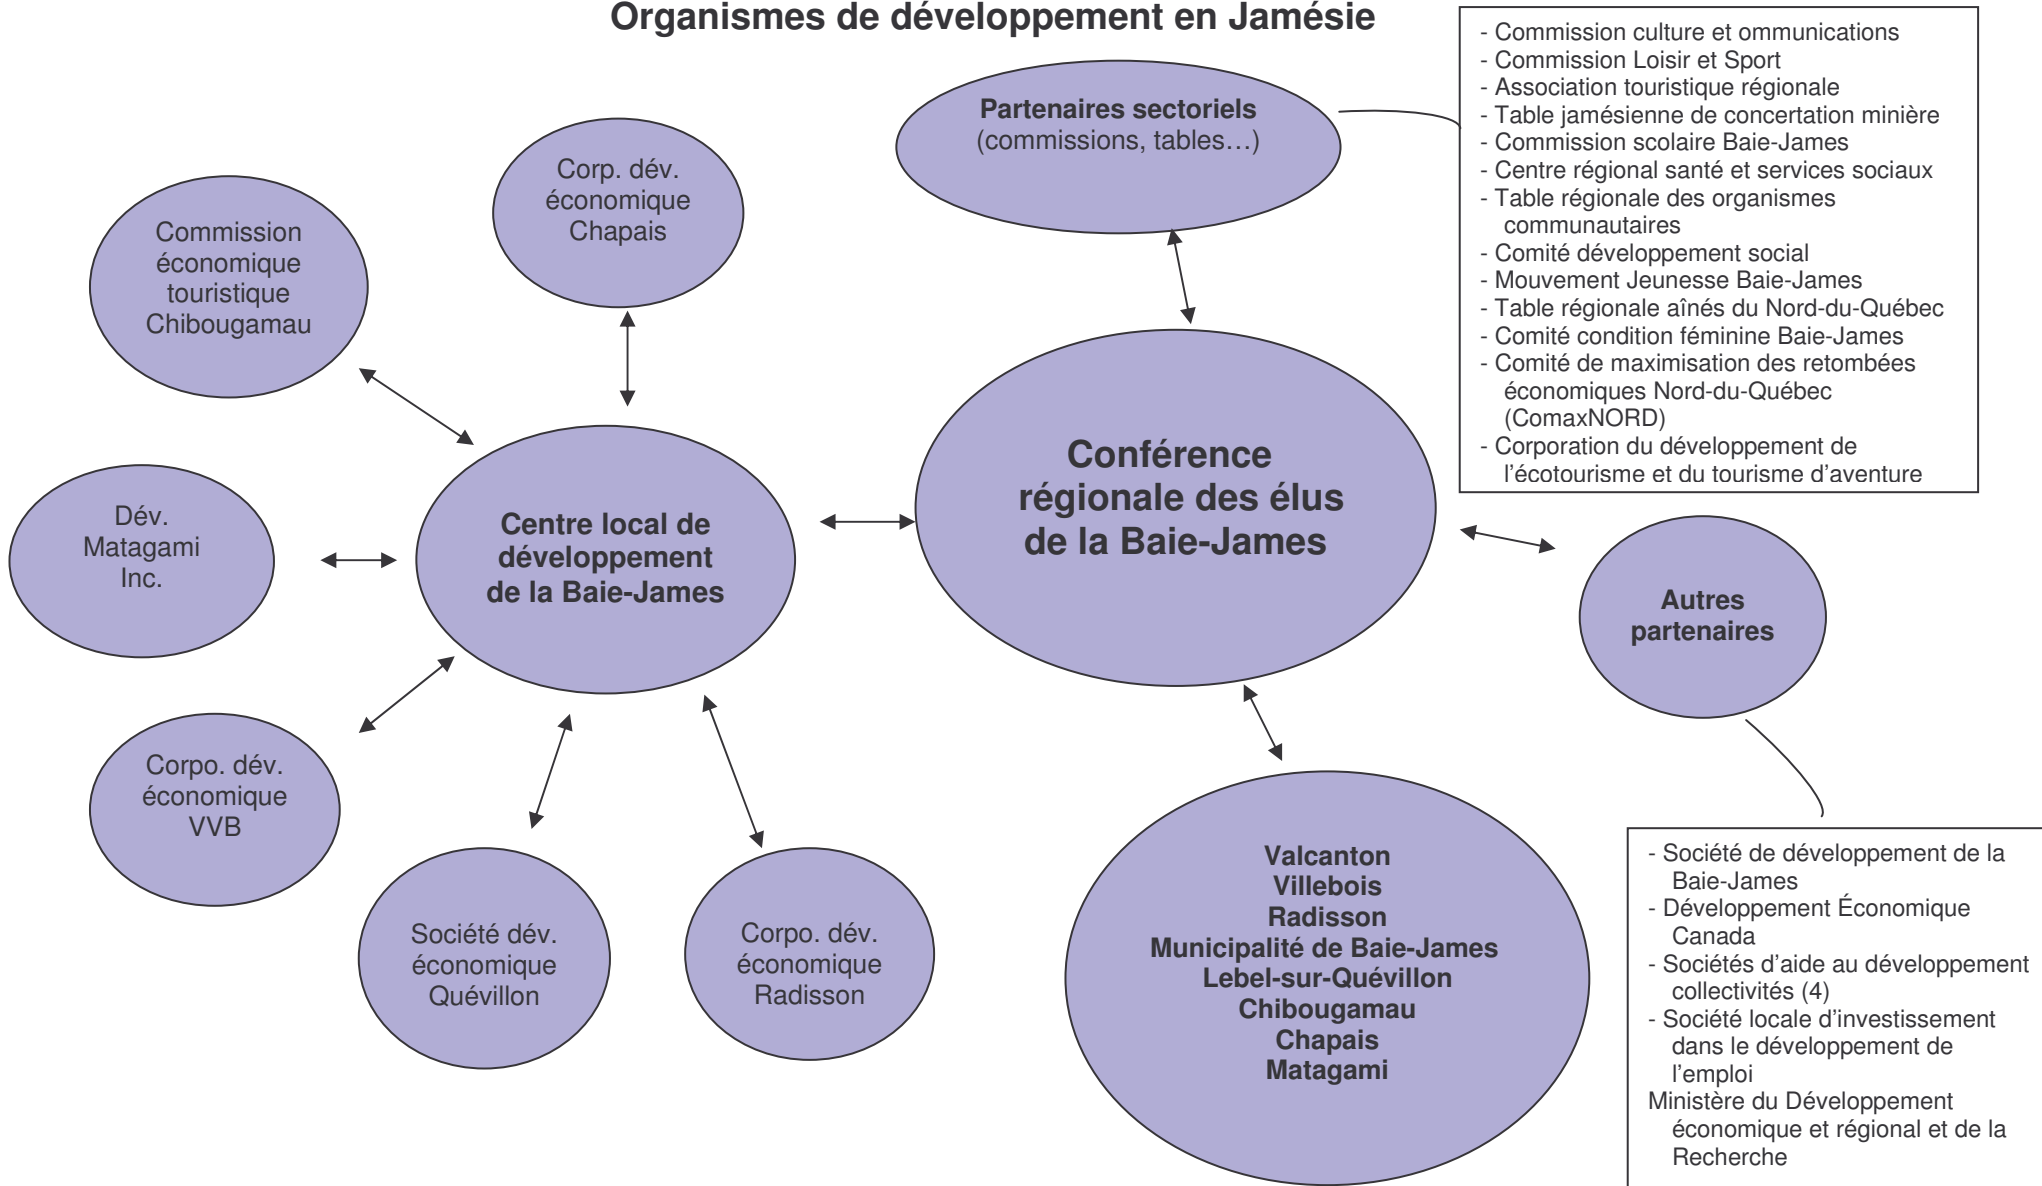 Organismes de développement en Jamésie
- Commission culture et ommunications
- Commission Loisir et Sport
- Association touristique régionale
- Table jamésienne de concertation minière
- Commission scolaire Baie-James
- Centre régional santé et services sociaux
- Table régionale des organismes
communautaires
- Comité développement social
- Mouvement Jeunesse Baie-James
- Table régionale aînés du Nord-du-Québec
- Comité condition féminine Baie-James
- Comité de maximisation des retombées
économiques Nord-du-Québec
(ComaxNORD)
- Corporation du développement de
l'écotourisme et du tourisme d'aventure
Partenaires sectoriels
(commissions, tables…)
Corp. dév.
économique
Chapais
Commission
économique
touristique
Chibougamau
Dév.
Matagami
Inc.
Centre local de
développement
de la Baie-James
Conférence
régionale des élus
de la Baie-James
Autres
partenaires
Corpo. dév.
économique
VVB
Société dév.
économique
Quévillon
Corpo. dév.
économique
Radisson
Valcanton
Villebois
Radisson
Municipalité de Baie-James
Lebel-sur-Quévillon
Chibougamau
Chapais
Matagami
- Société de développement de la
Baie-James
- Développement Économique
Canada
- Sociétés d'aide au développement
collectivités (4)
- Société locale d'investissement
dans le développement de
l'emploi
Ministère du Développement
économique et régional et de la
Recherche